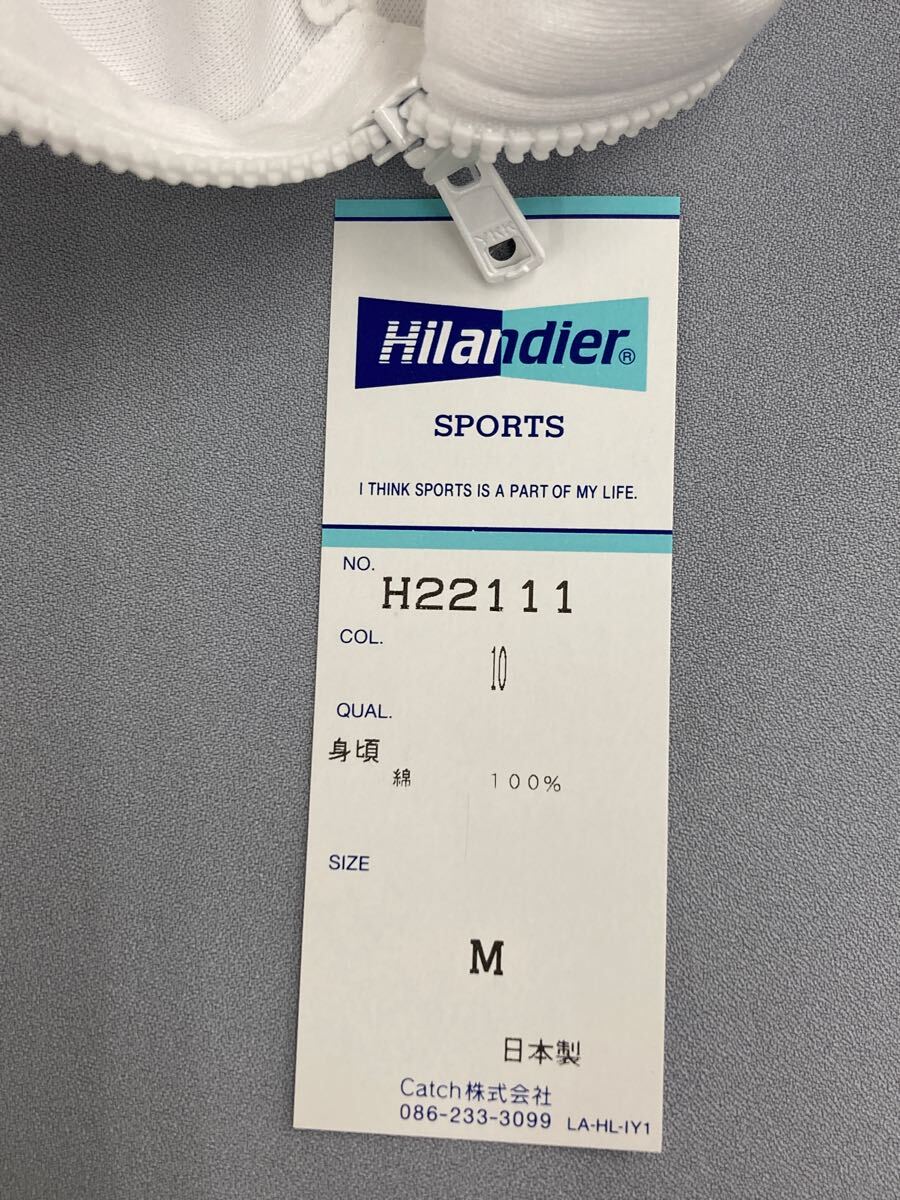 YKK
Hilandier®
SPORTS
I THINK SPORTS IS A PART OF MY LIFE.
NO.
H22111
COL.
10
QUAL.
身頃
綿 100%
SIZE
M
日本製
Catch株式会社
086-233-3099 LA-HL-IY1